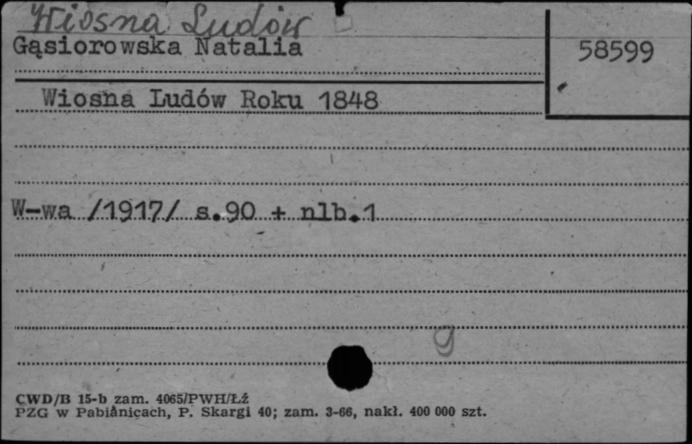 Wiosna Ludów
Gąsiorowska Natalia
58599
Wiosna Ludów Roku 1848
W-wa /1917/ s.90 + nlb.1
g
CWD/B 15-b zam. 4065/PWH/Łź
PZG w Pabianicach, P. Skargi 40; zam. 3-66, nakł. 400 000 szt.